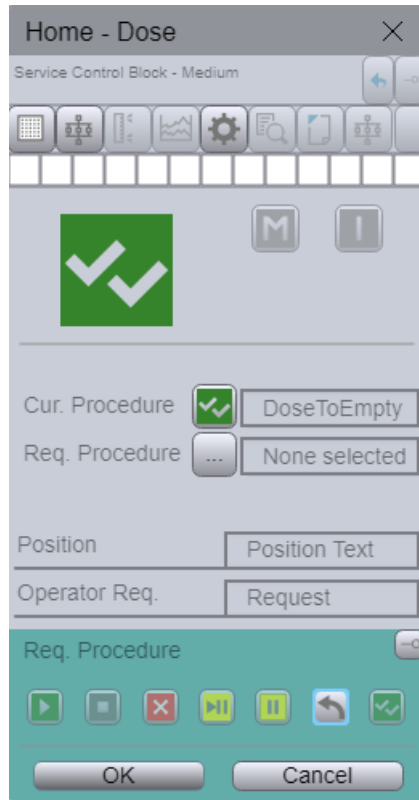 Home - Dose
Service Control Block - Medium
M I
Cur. Procedure DoseToEmpty
Req. Procedure ... None selected
Position Position Text
Operator Req. Request
Req. Procedure
OK Cancel